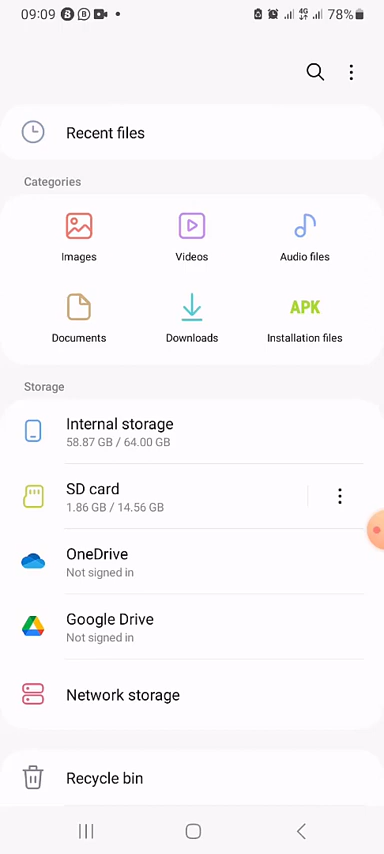 09:09 4G 78%
Recent files
Categories
Images Videos Audio files
APK
Documents Downloads Installation files
Storage
Internal storage
58.87 GB / 64.00 GB
SD card
1.86 GB / 14.56 GB
OneDrive
Not signed in
Google Drive
Not signed in
Network storage
Recycle bin